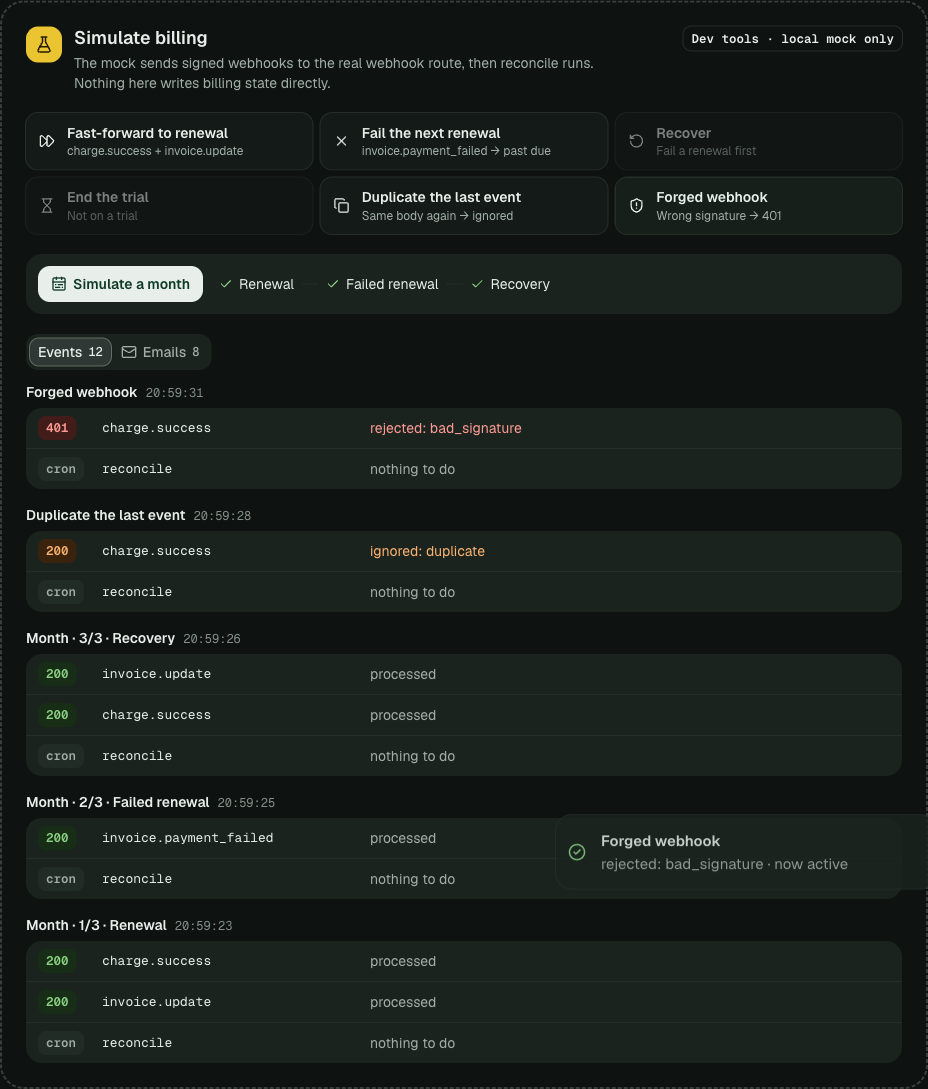 Simulate billing
Dev tools · local mock only
The mock sends signed webhooks to the real webhook route, then reconcile runs.
Nothing here writes billing state directly.
Fast-forward to renewal
charge.success + invoice.update
Fail the next renewal
invoice.payment_failed → past due
Recover
Fail a renewal first
End the trial
Not on a trial
Duplicate the last event
Same body again → ignored
Forged webhook
Wrong signature → 401
Simulate a month
Renewal
Failed renewal
Recovery
Events 12
Emails 8
Forged webhook 20:59:31
401 charge.success rejected: bad_signature
cron reconcile nothing to do
Duplicate the last event 20:59:28
200 charge.success ignored: duplicate
cron reconcile nothing to do
Month · 3/3 · Recovery 20:59:26
200 invoice.update processed
200 charge.success processed
cron reconcile nothing to do
Month · 2/3 · Failed renewal 20:59:25
200 invoice.payment_failed processed
cron reconcile nothing to do
Forged webhook
rejected: bad_signature · now active
Month · 1/3 · Renewal 20:59:23
200 charge.success processed
200 invoice.update processed
cron reconcile nothing to do